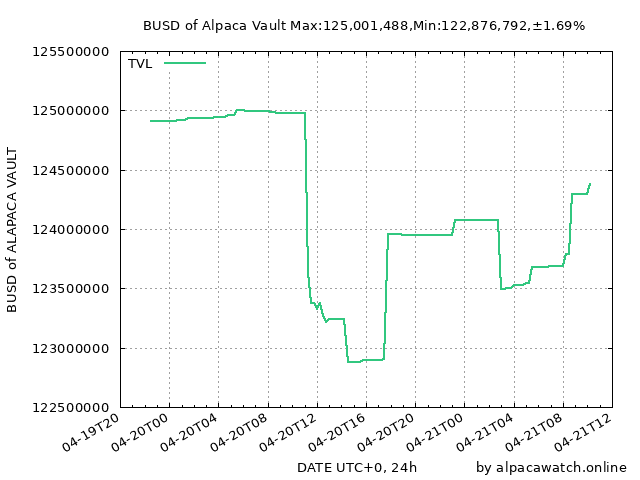 BUSD of Alpaca Vault Max:125,001,488,Min:122,876,792,±1.69%
TVL
BUSD of ALAPACA VAULT
125500000
125000000
124500000
124000000
123500000
123000000
122500000
04-19T20
04-20T00
04-20T04
04-20T08
04-20T12
04-20T16
04-20T20
04-21T00
04-21T04
04-21T08
04-21T12
DATE UTC+0, 24h
by alpacawatch.online